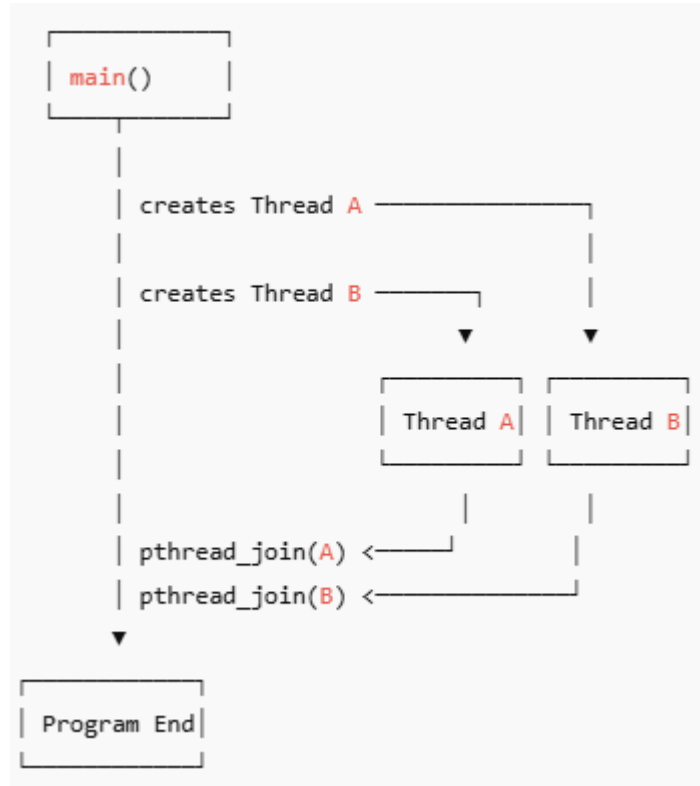 main()
creates Thread A
creates Thread B
Thread A Thread B
pthread_join(A) <
pthread_join(B) <
Program End